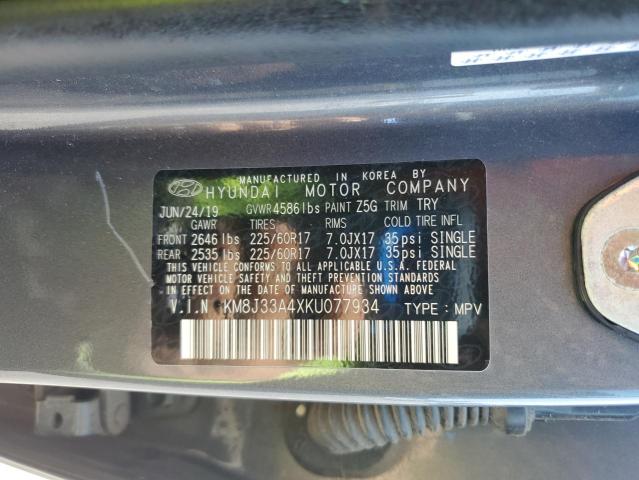 MANUFACTURED IN KOREA BY
HYUNDAI MOTOR COMPANY
JUN/24/19 GVWR 4586 lbs PAINT Z5G TRIM TRY
GAWR TIRES RIMS COLD TIRE INFL
FRONT 2646 lbs 225/60R17 7.0JX17 35psi SINGLE
REAR 2535 lbs 225/60R17 7.0JX17 35psi SINGLE
THIS VEHICLE CONFORMS TO ALL APPLICABLE U.S.A. FEDERAL
MOTOR VEHICLE SAFETY AND THEFT PREVENTION STANDARDS
IN EFFECT ON THE DATE OF MANUFACTURE SHOWN ABOVE.
V.I.N : KM8J33A4XKU077934 TYPE : MPV